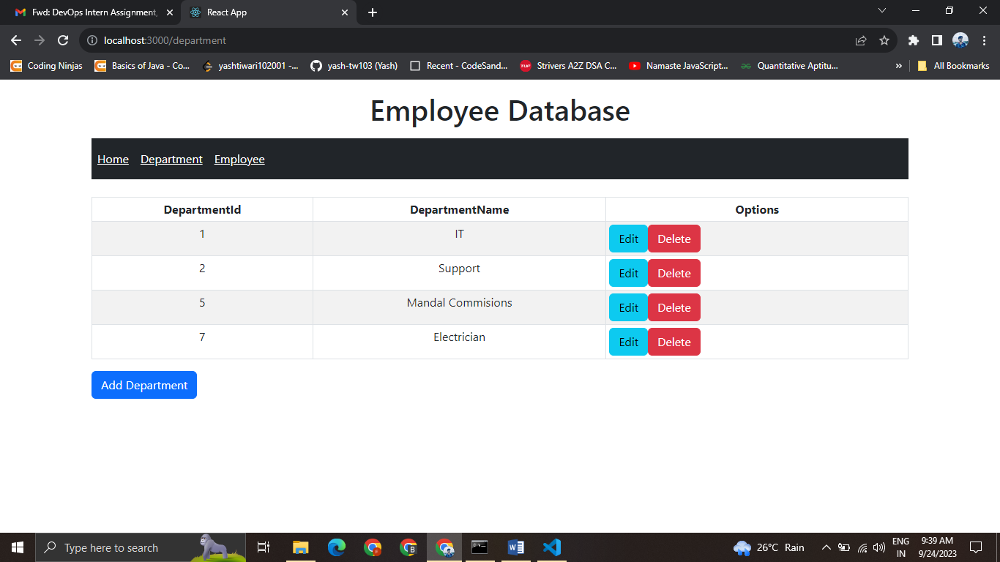 Fwd: DevOps Intern Assignment,
React App
localhost:3000/department
Coding Ninjas
Basics of Java - Co...
yashtiwari102001 -...
yash-tw103 (Yash)
Recent - CodeSand...
TUF
Strivers A2Z DSA C...
Namaste JavaScript...
Quantitative Aptitu...
»
All Bookmarks
Employee Database
Home Department Employee
DepartmentId DepartmentName Options
1 IT Edit Delete
2 Support Edit Delete
5 Mandal Commisions Edit Delete
7 Electrician Edit Delete
Add Department
Type here to search
26°C Rain
ENG
IN
9:39 AM
9/24/2023